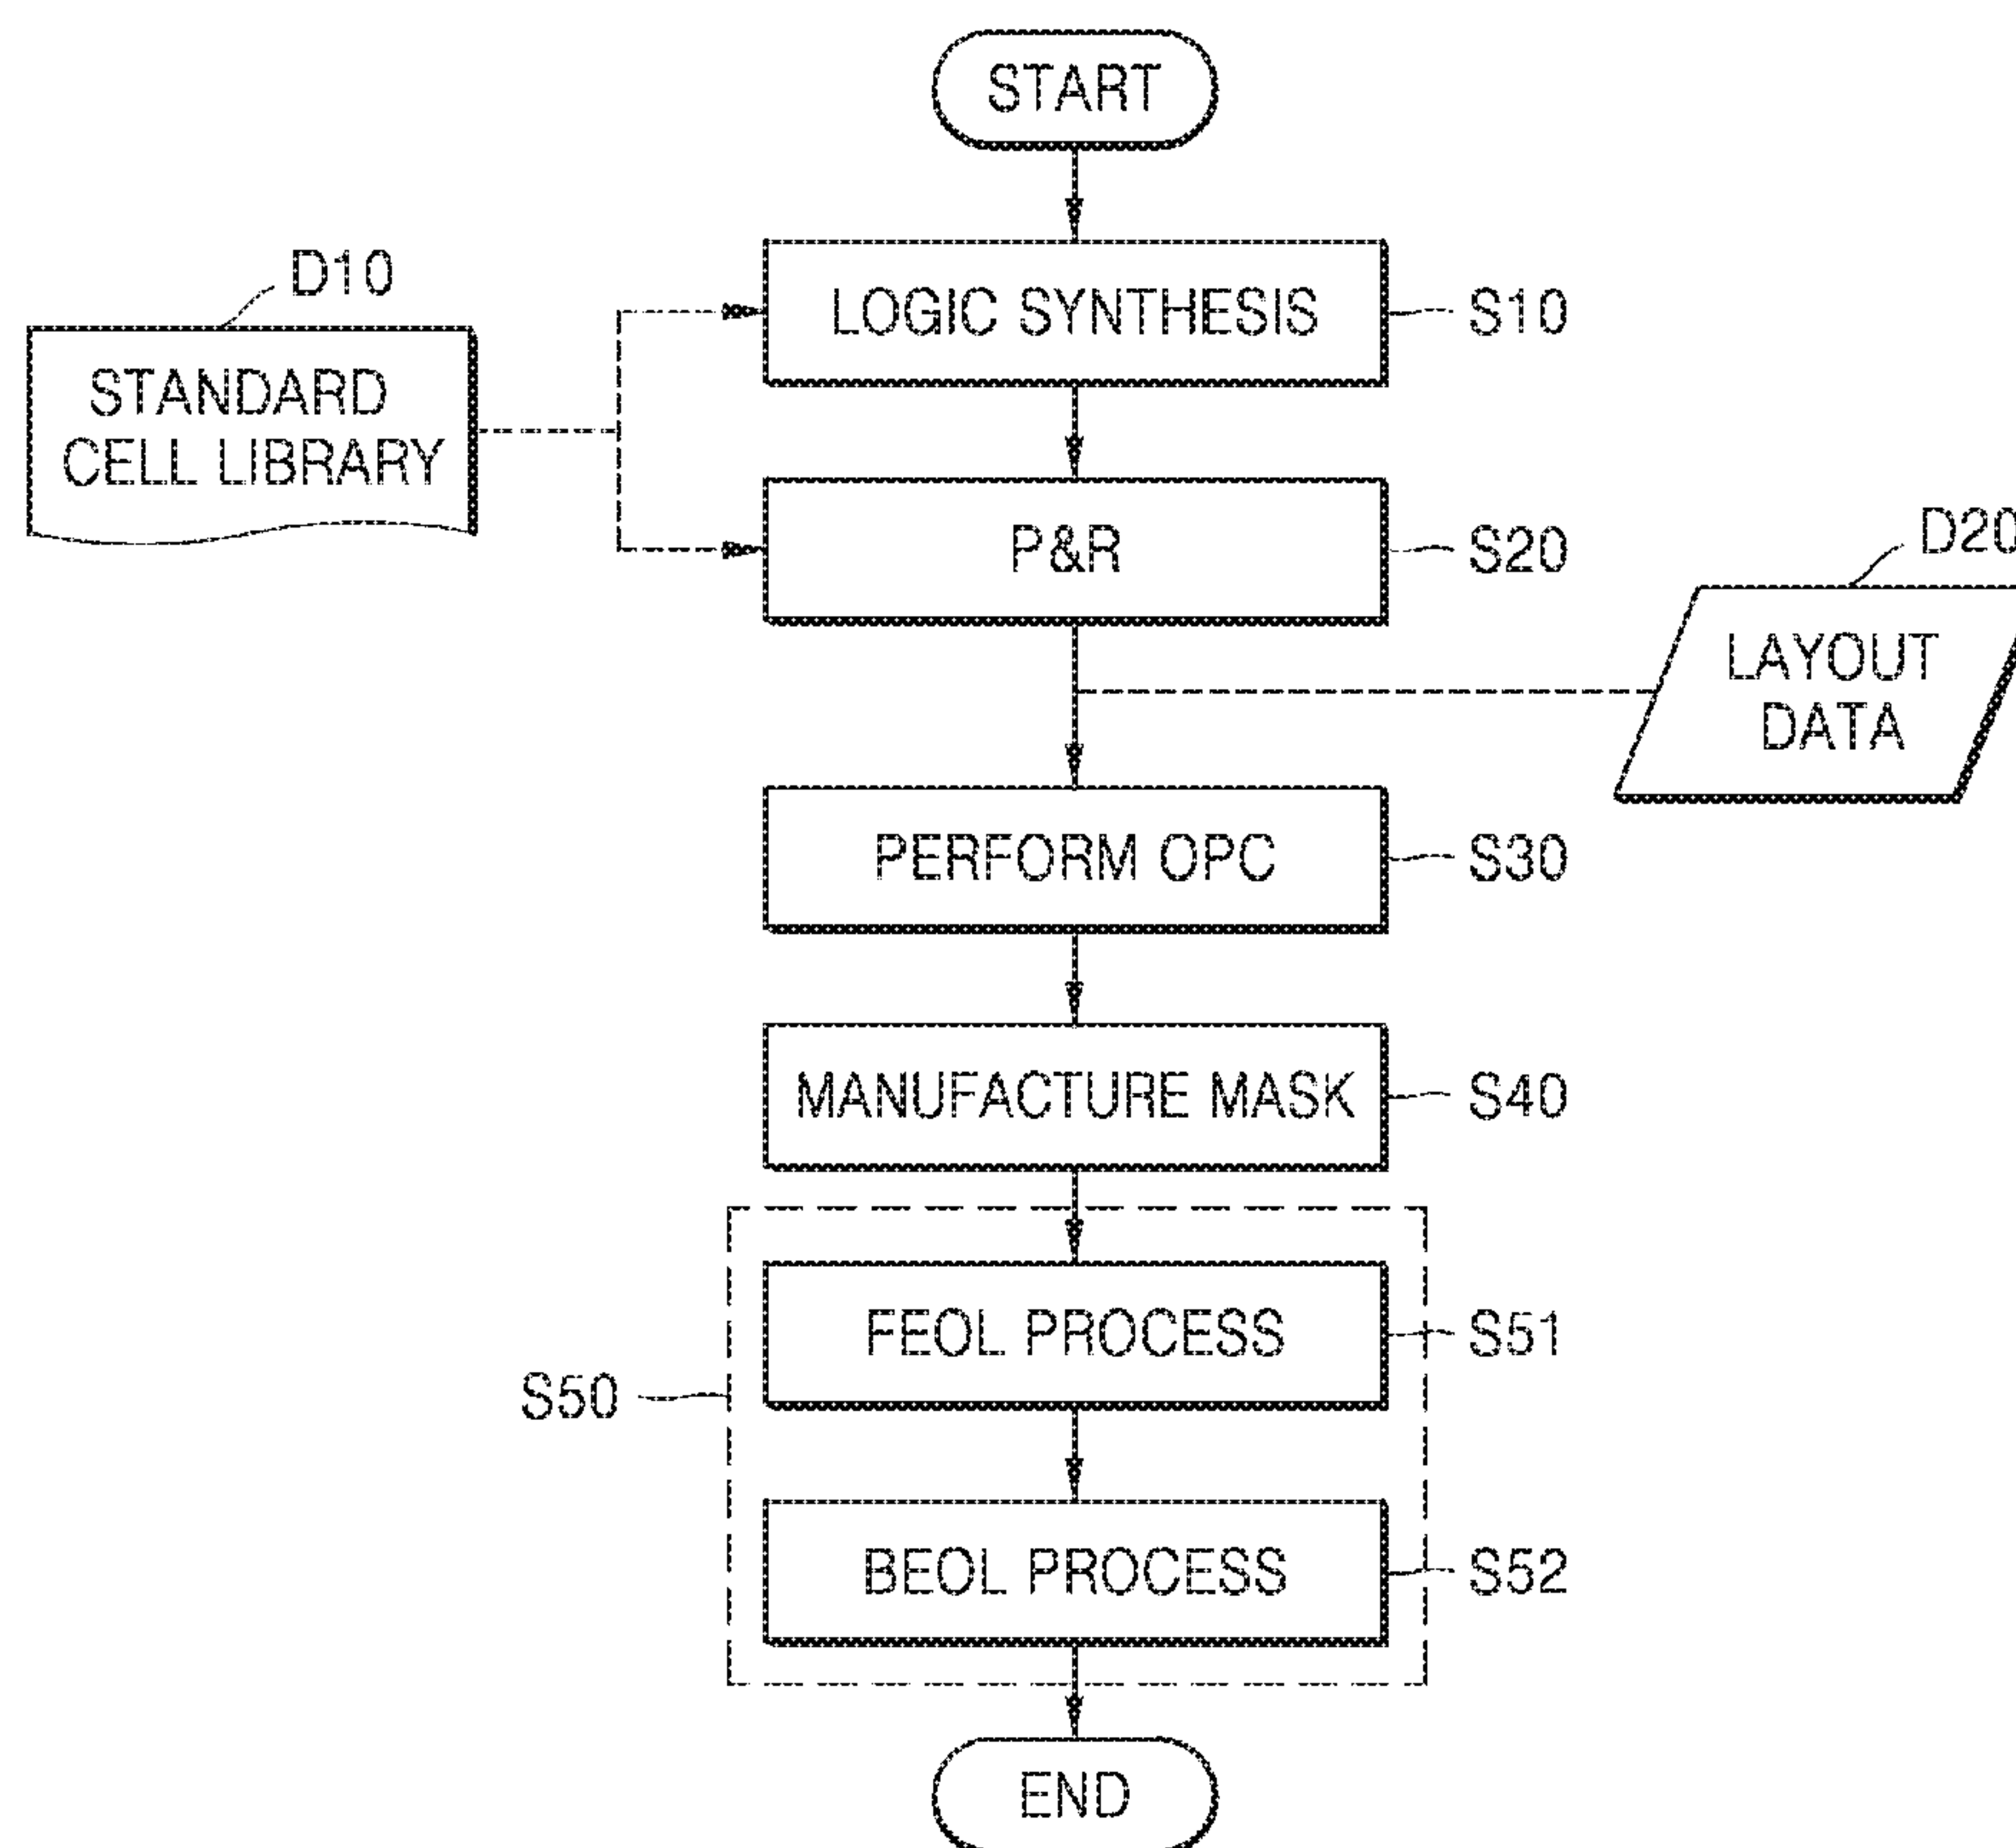 START
D10
STANDARD
CELL LIBRARY
LOGIC SYNTHESIS
S10
P&R
S20
D20
LAYOUT
DATA
PERFORM OPC
S30
MANUFACTURE MASK
S40
S50
FEOL PROCESS
S51
BEOL PROCESS
S52
END